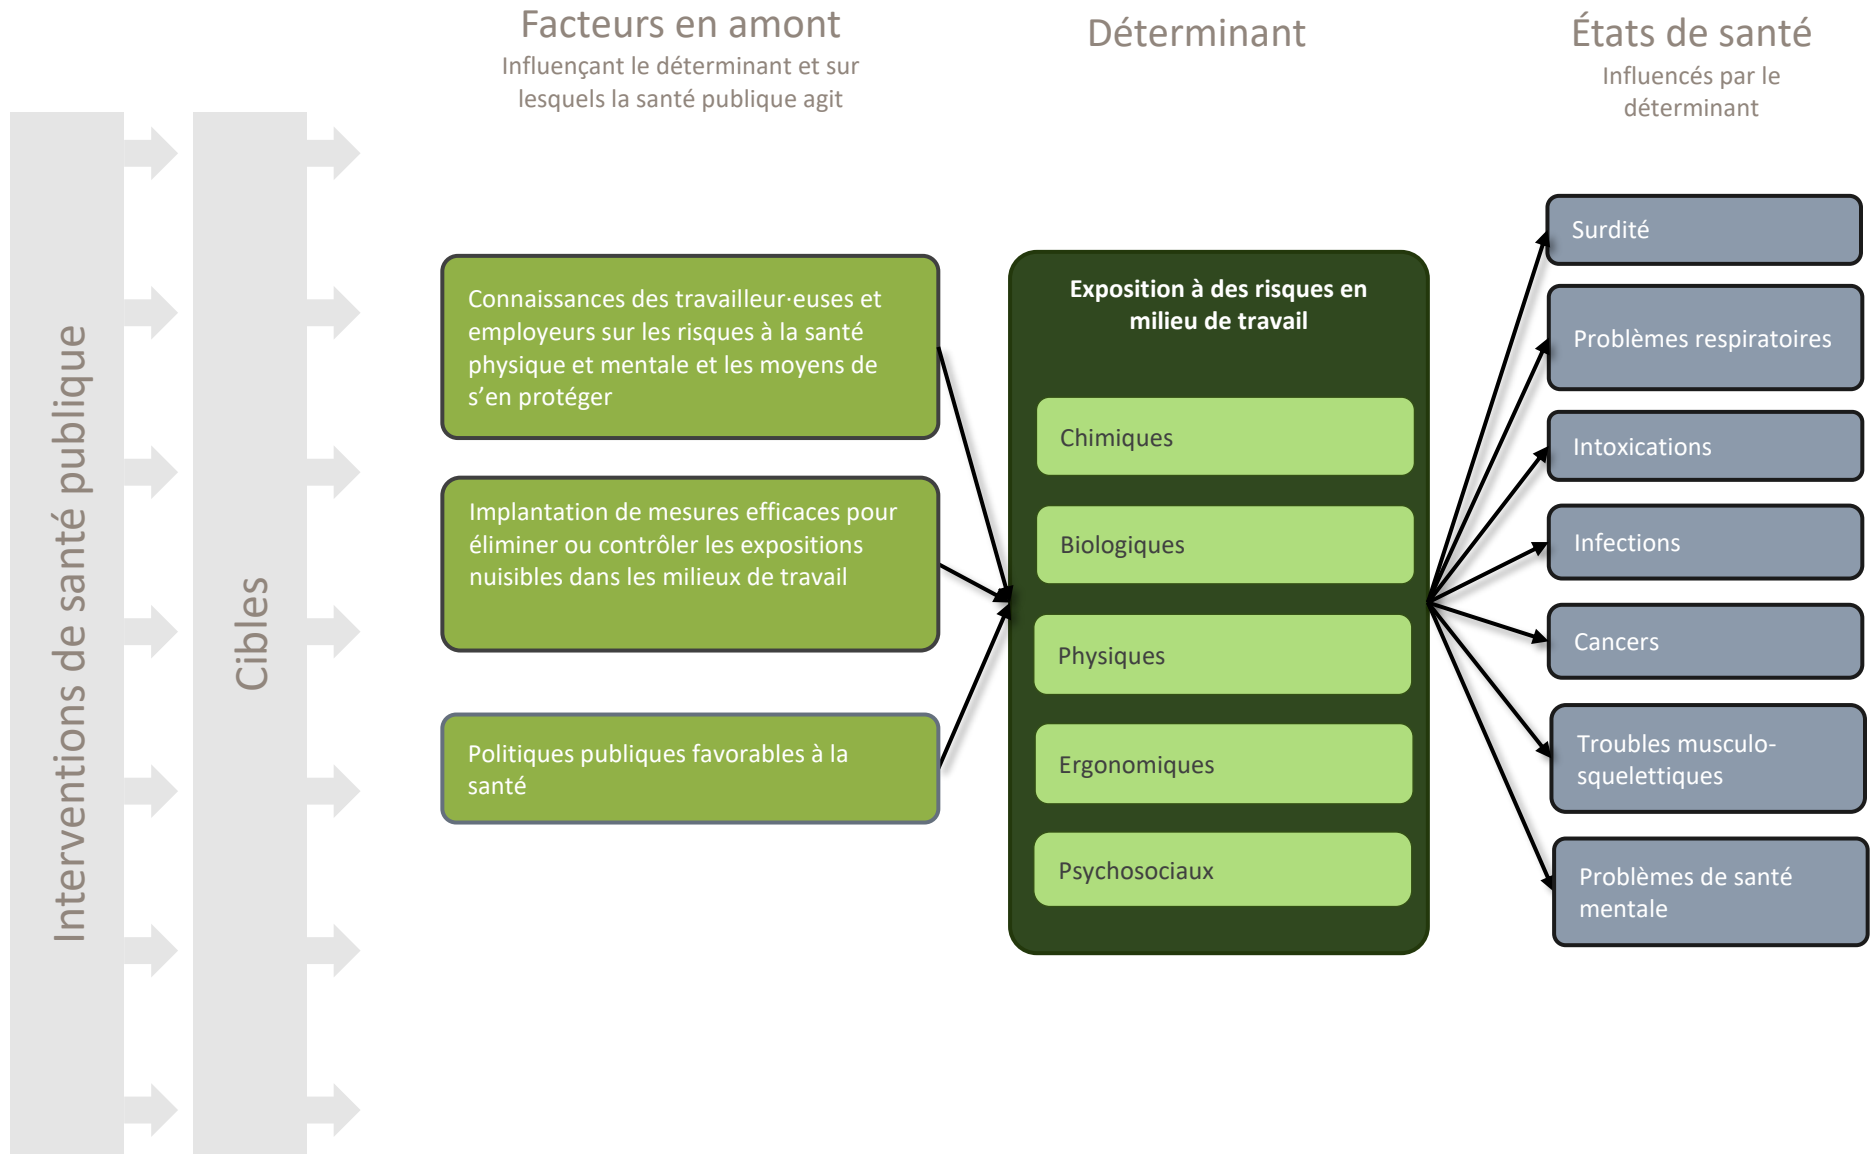 Facteurs en amont
Influençant le déterminant et sur
lesquels la santé publique agit
Déterminant
États de santé
Influencés par le
déterminant
Interventions de santé publique
Cibles
Connaissances des travailleur·euses et
employeurs sur les risques à la santé
physique et mentale et les moyens de
s'en protéger
Implantation de mesures efficaces pour
éliminer ou contrôler les expositions
nuisibles dans les milieux de travail
Politiques publiques favorables à la
santé
Exposition à des risques en
milieu de travail
Chimiques
Biologiques
Physiques
Ergonomiques
Psychosociaux
Surdité
Problèmes respiratoires
Intoxications
Infections
Cancers
Troubles musculo-
squelettiques
Problèmes de santé
mentale